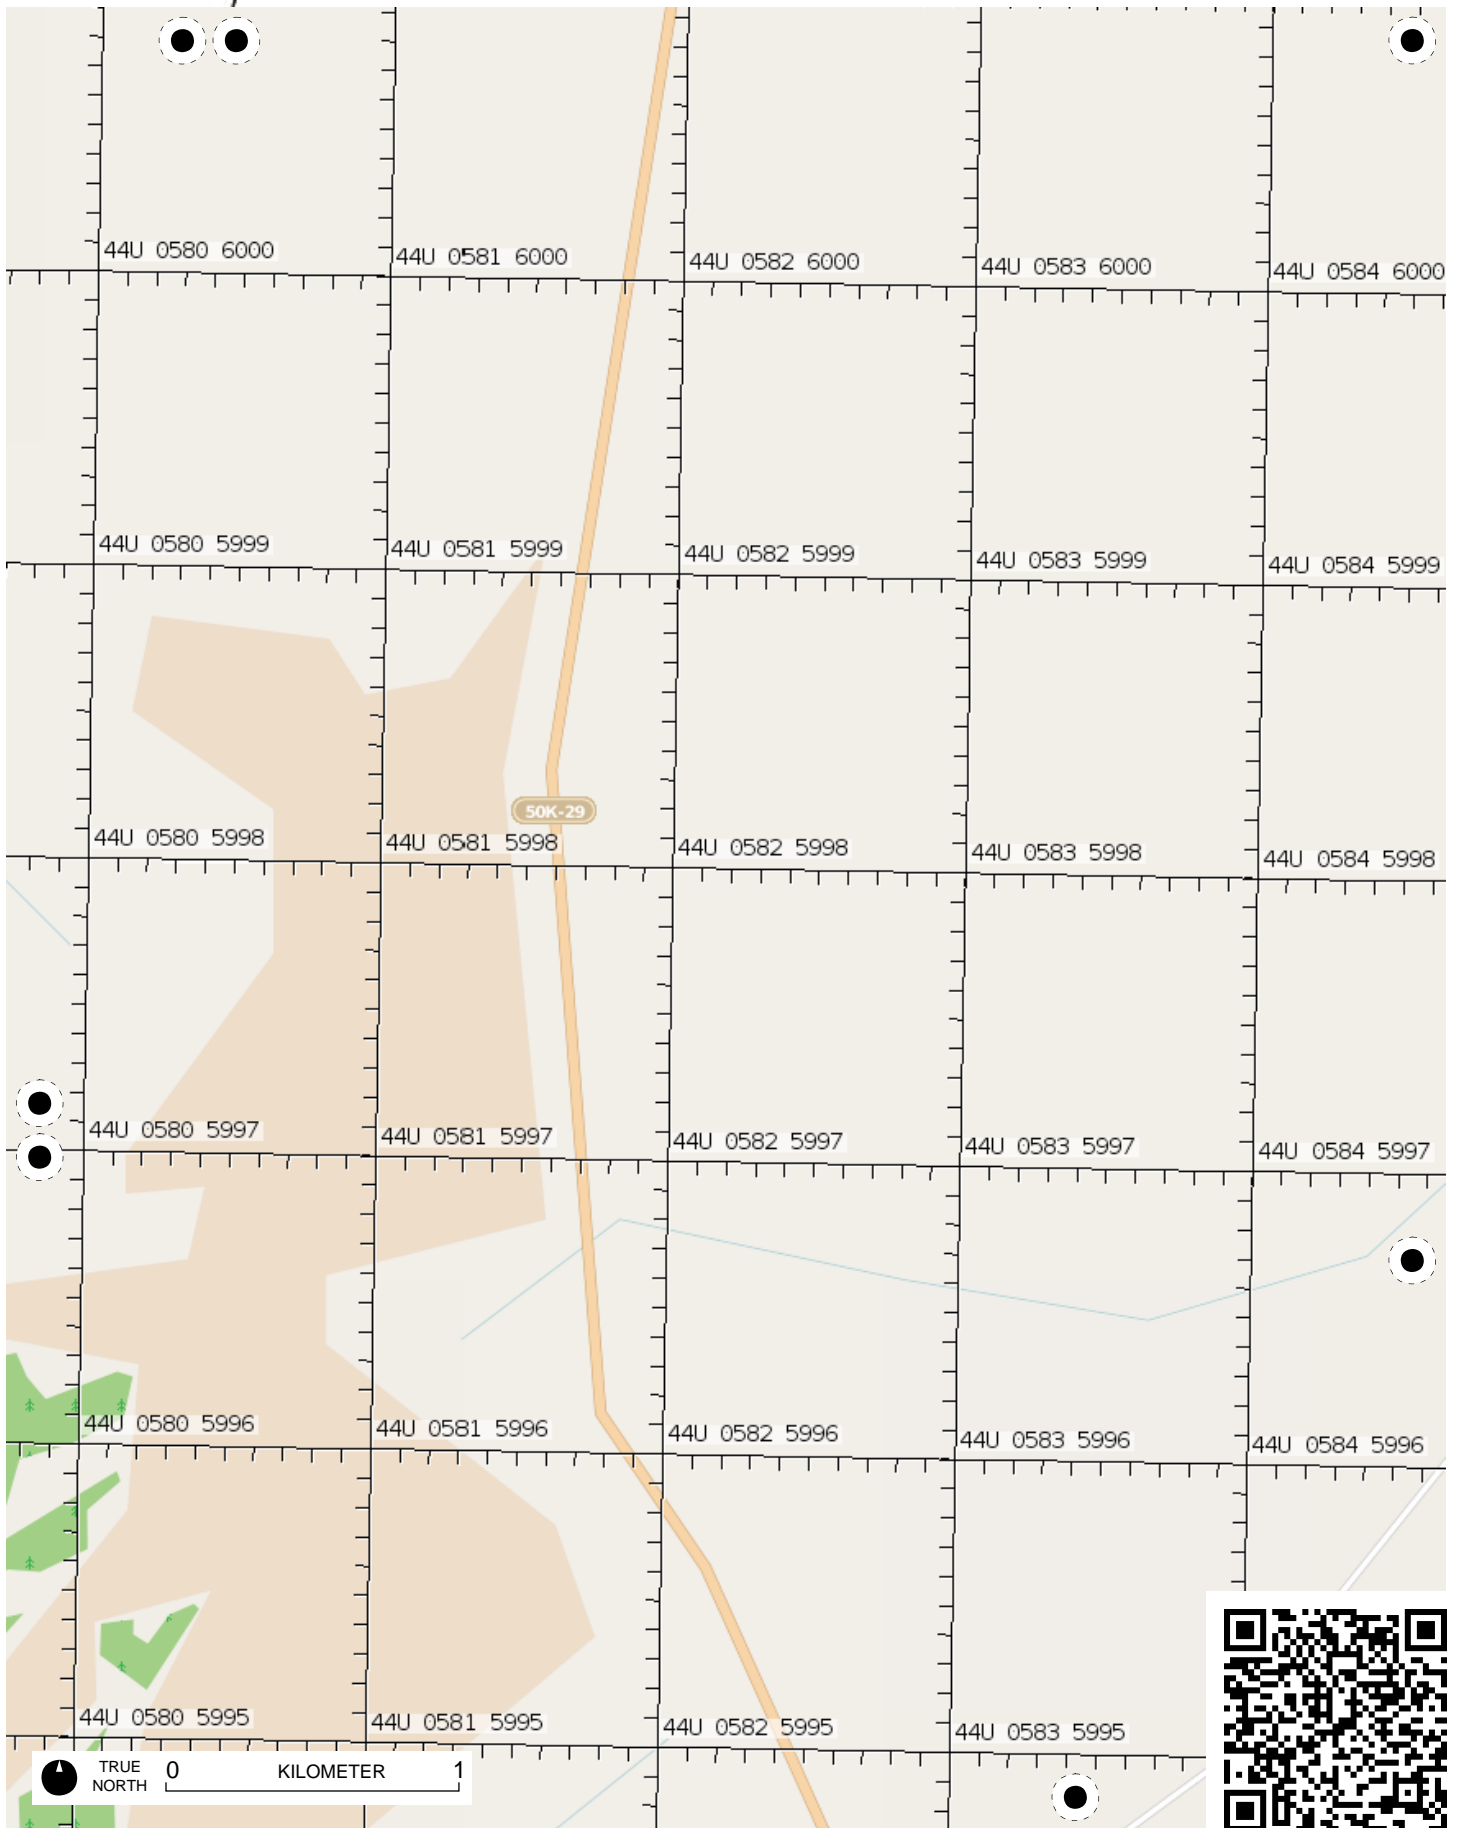 44U 0580 6000
44U 0581 6000
44U 0582 6000
44U 0583 6000
44U 0584 6000
44U 0580 5999
44U 0581 5999
44U 0582 5999
44U 0583 5999
44U 0584 5999
50K-29
44U 0580 5998
44U 0581 5998
44U 0582 5998
44U 0583 5998
44U 0584 5998
44U 0580 5997
44U 0581 5997
44U 0582 5997
44U 0583 5997
44U 0584 5997
44U 0580 5996
44U 0581 5996
44U 0582 5996
44U 0583 5996
44U 0584 5996
44U 0580 5995
44U 0581 5995
44U 0582 5995
44U 0583 5995
TRUE NORTH
0 KILOMETER 1